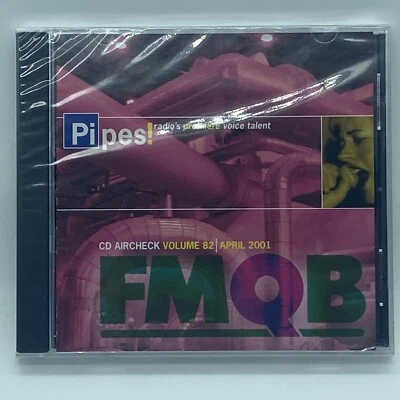 Pipes!
radio's premiere voice talent
CD AIRCHECK VOLUME 82 | APRIL 2001
FMQB